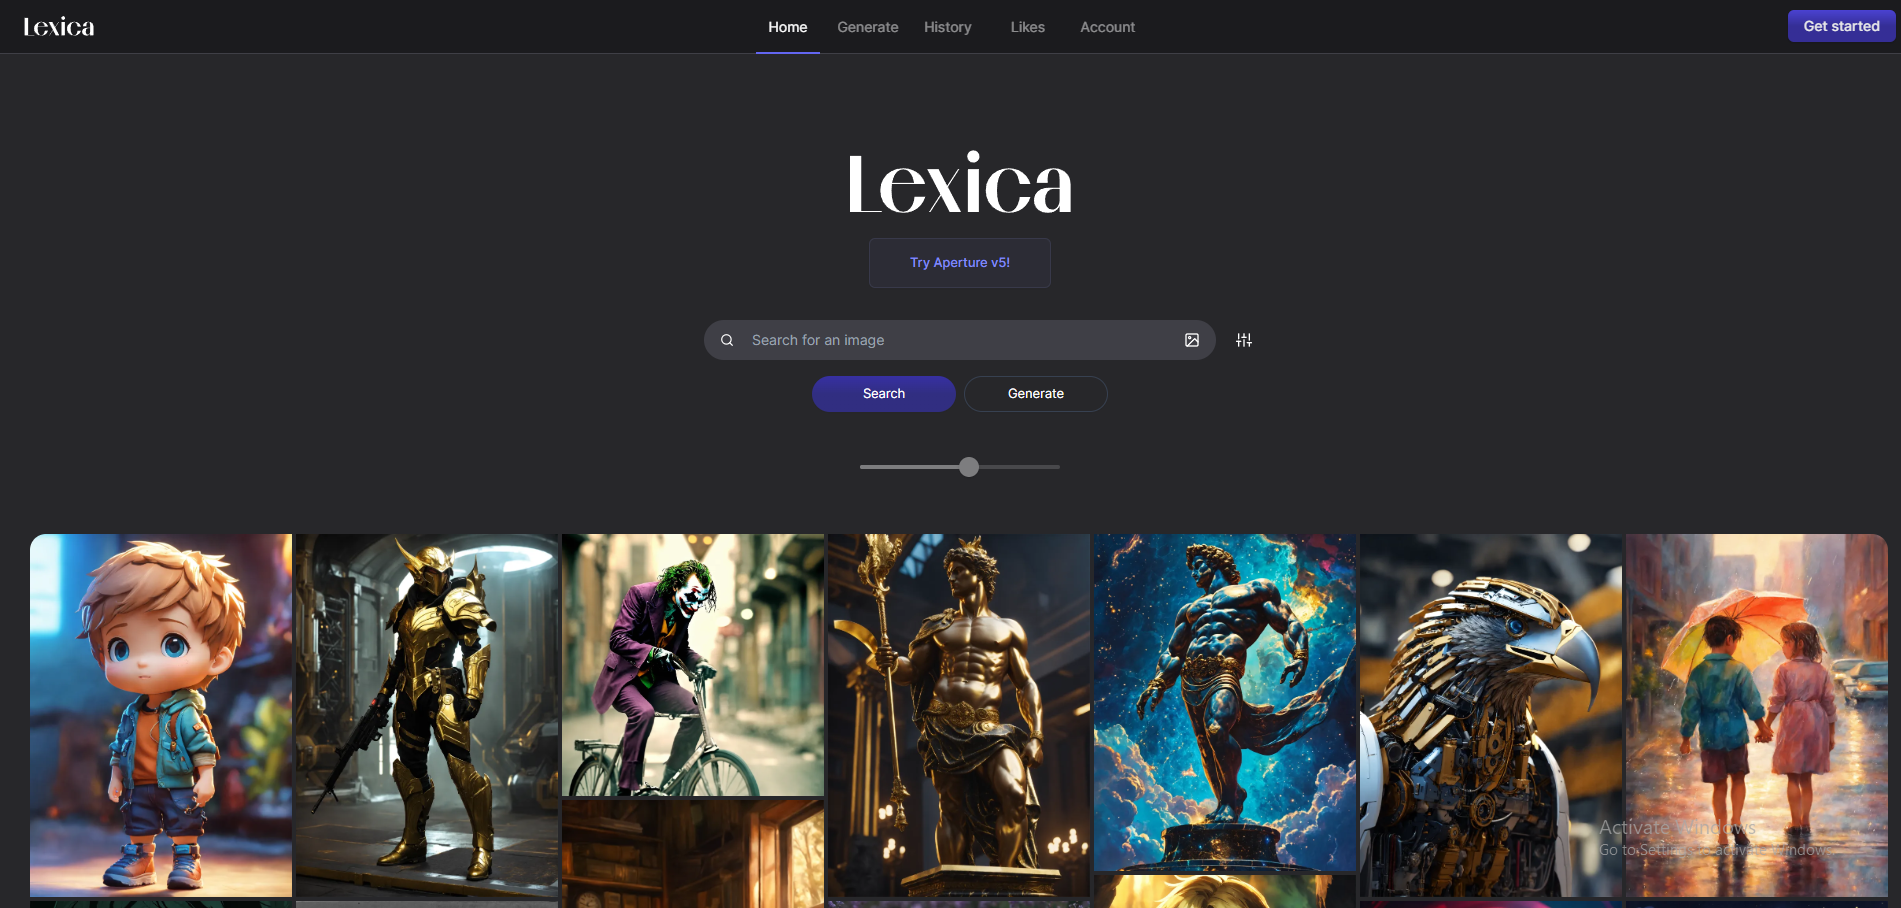 Lexica
Home
Generate
History
Likes
Account
Get started
Lexica
Try Aperture v5!
Search for an image
Search
Generate
Activate Windows
Go to Settings to activate Windows.